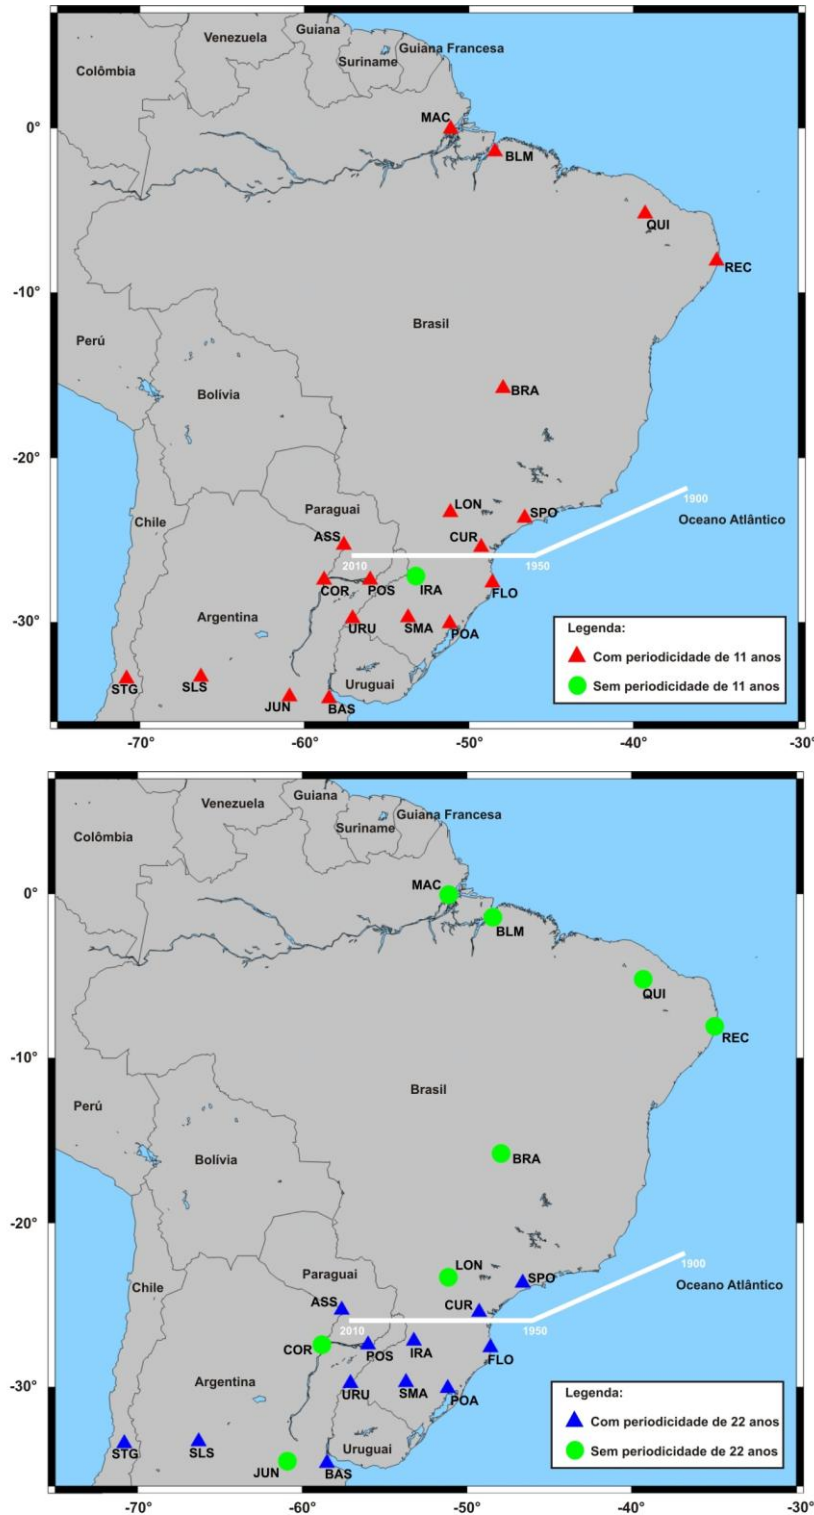 Guiana
Venezuela
Guiana Francesa
Suriname
Colômbia
MAC
0°
BLM
QUI
REC
-10°
Brasil
Perú
BRA
Bolívia
-20°
LON
1900
Paraguai
SPO
Chile
Oceano Atlântico
ASS
CUR
2010
1950
COR
POS
IRA
FLO
Argentina
-30°
URU
SMA
POA
Legenda:
Com periodicidade de 11 anos
Sem periodicidade de 11 anos
Uruguai
STG
SLS
JUN
BAS
-70°
-60°
-50°
-40°
-30°
Guiana
Venezuela
Guiana Francesa
Suriname
Colômbia
MAC
0°
BLM
QUI
REC
-10°
Brasil
Perú
BRA
Bolívia
-20°
LON
1900
Paraguai
SPO
Chile
Oceano Atlântico
ASS
CUR
2010
1950
COR
POS
IRA
FLO
Argentina
-30°
URU
SMA
POA
Legenda:
Com periodicidade de 22 anos
Sem periodicidade de 22 anos
Uruguai
STG
SLS
JUN
BAS
-70°
-60°
-50°
-40°
-30°